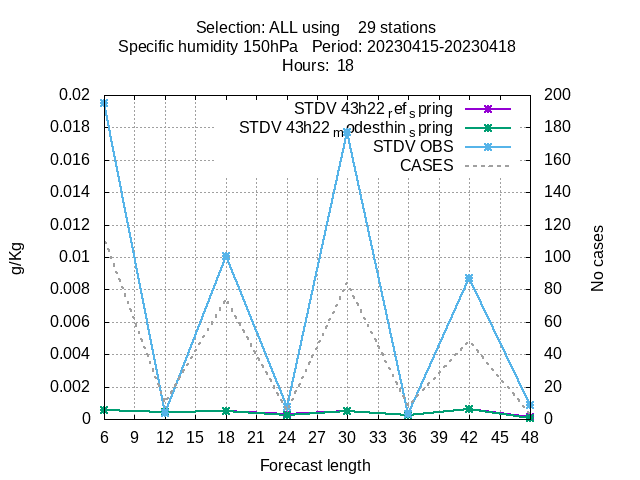 Selection: ALL using    29 stations
Specific humidity 150hPa   Period: 20230415-20230418
Hours:  18
STDV 43h22_ref_spring
STDV 43h22_modesthin_spring
STDV OBS
CASES
0.02
0.018
0.016
0.014
0.012
0.01
0.008
0.006
0.004
0.002
0
200
180
160
140
120
100
80
60
40
20
0
g/Kg
No cases
6 9 12 15 18 21 24 27 30 33 36 39 42 45 48
Forecast length